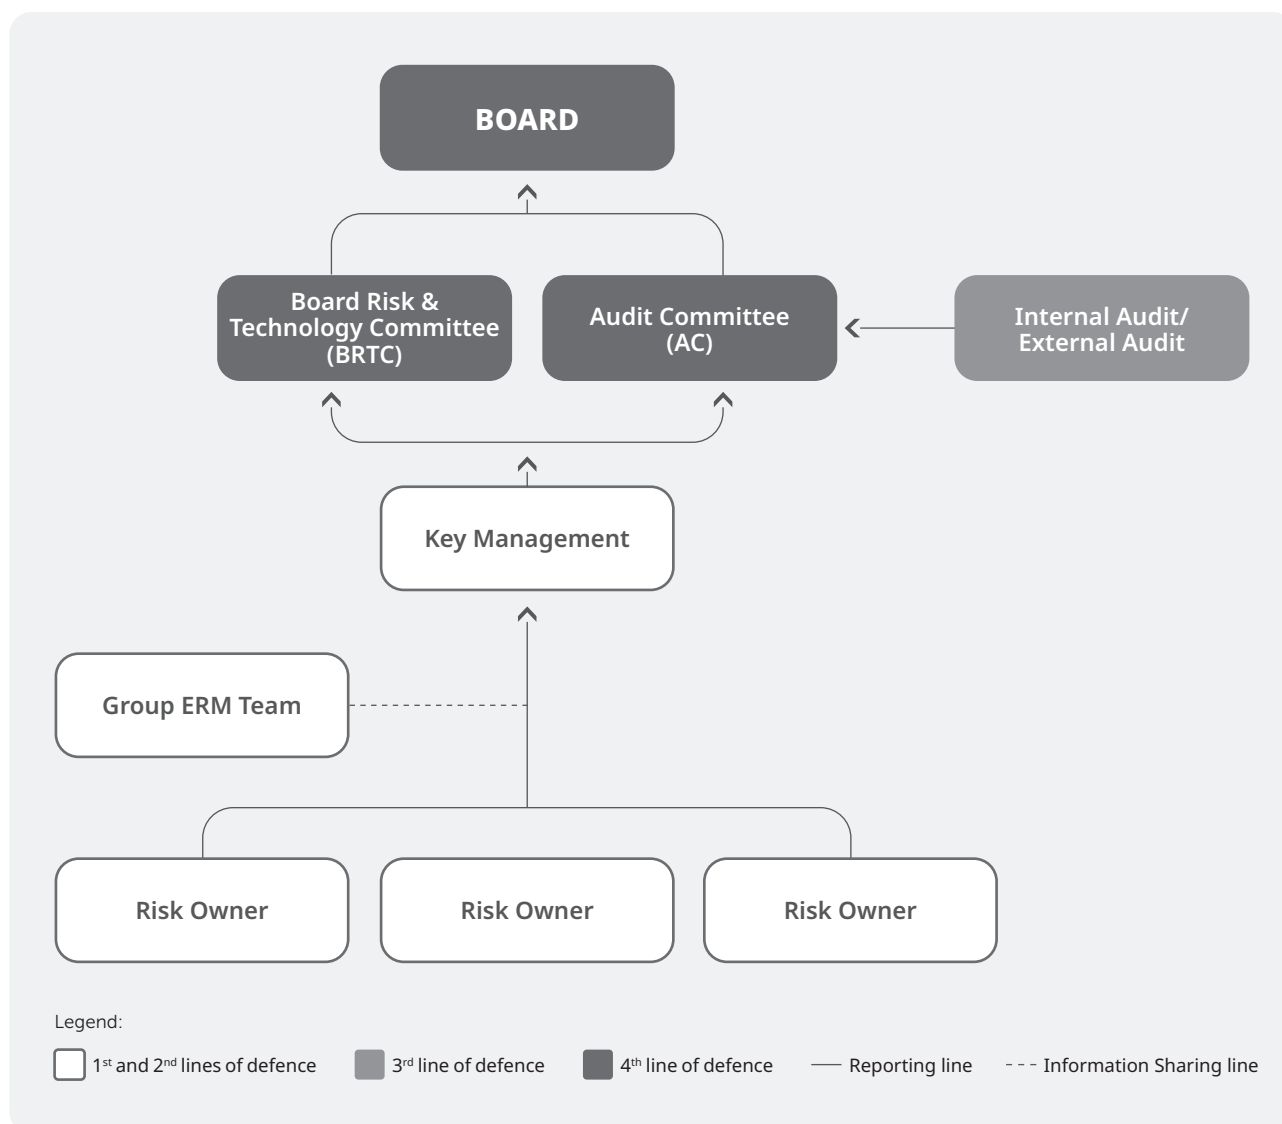 BOARD
Board Risk &
Technology Committee
(BRTC)
Audit Committee
(AC)
Internal Audit/
External Audit
Key Management
Group ERM Team
Risk Owner
Risk Owner
Risk Owner
Legend:
1st and 2nd lines of defence
3rd line of defence
4th line of defence
Reporting line
Information Sharing line